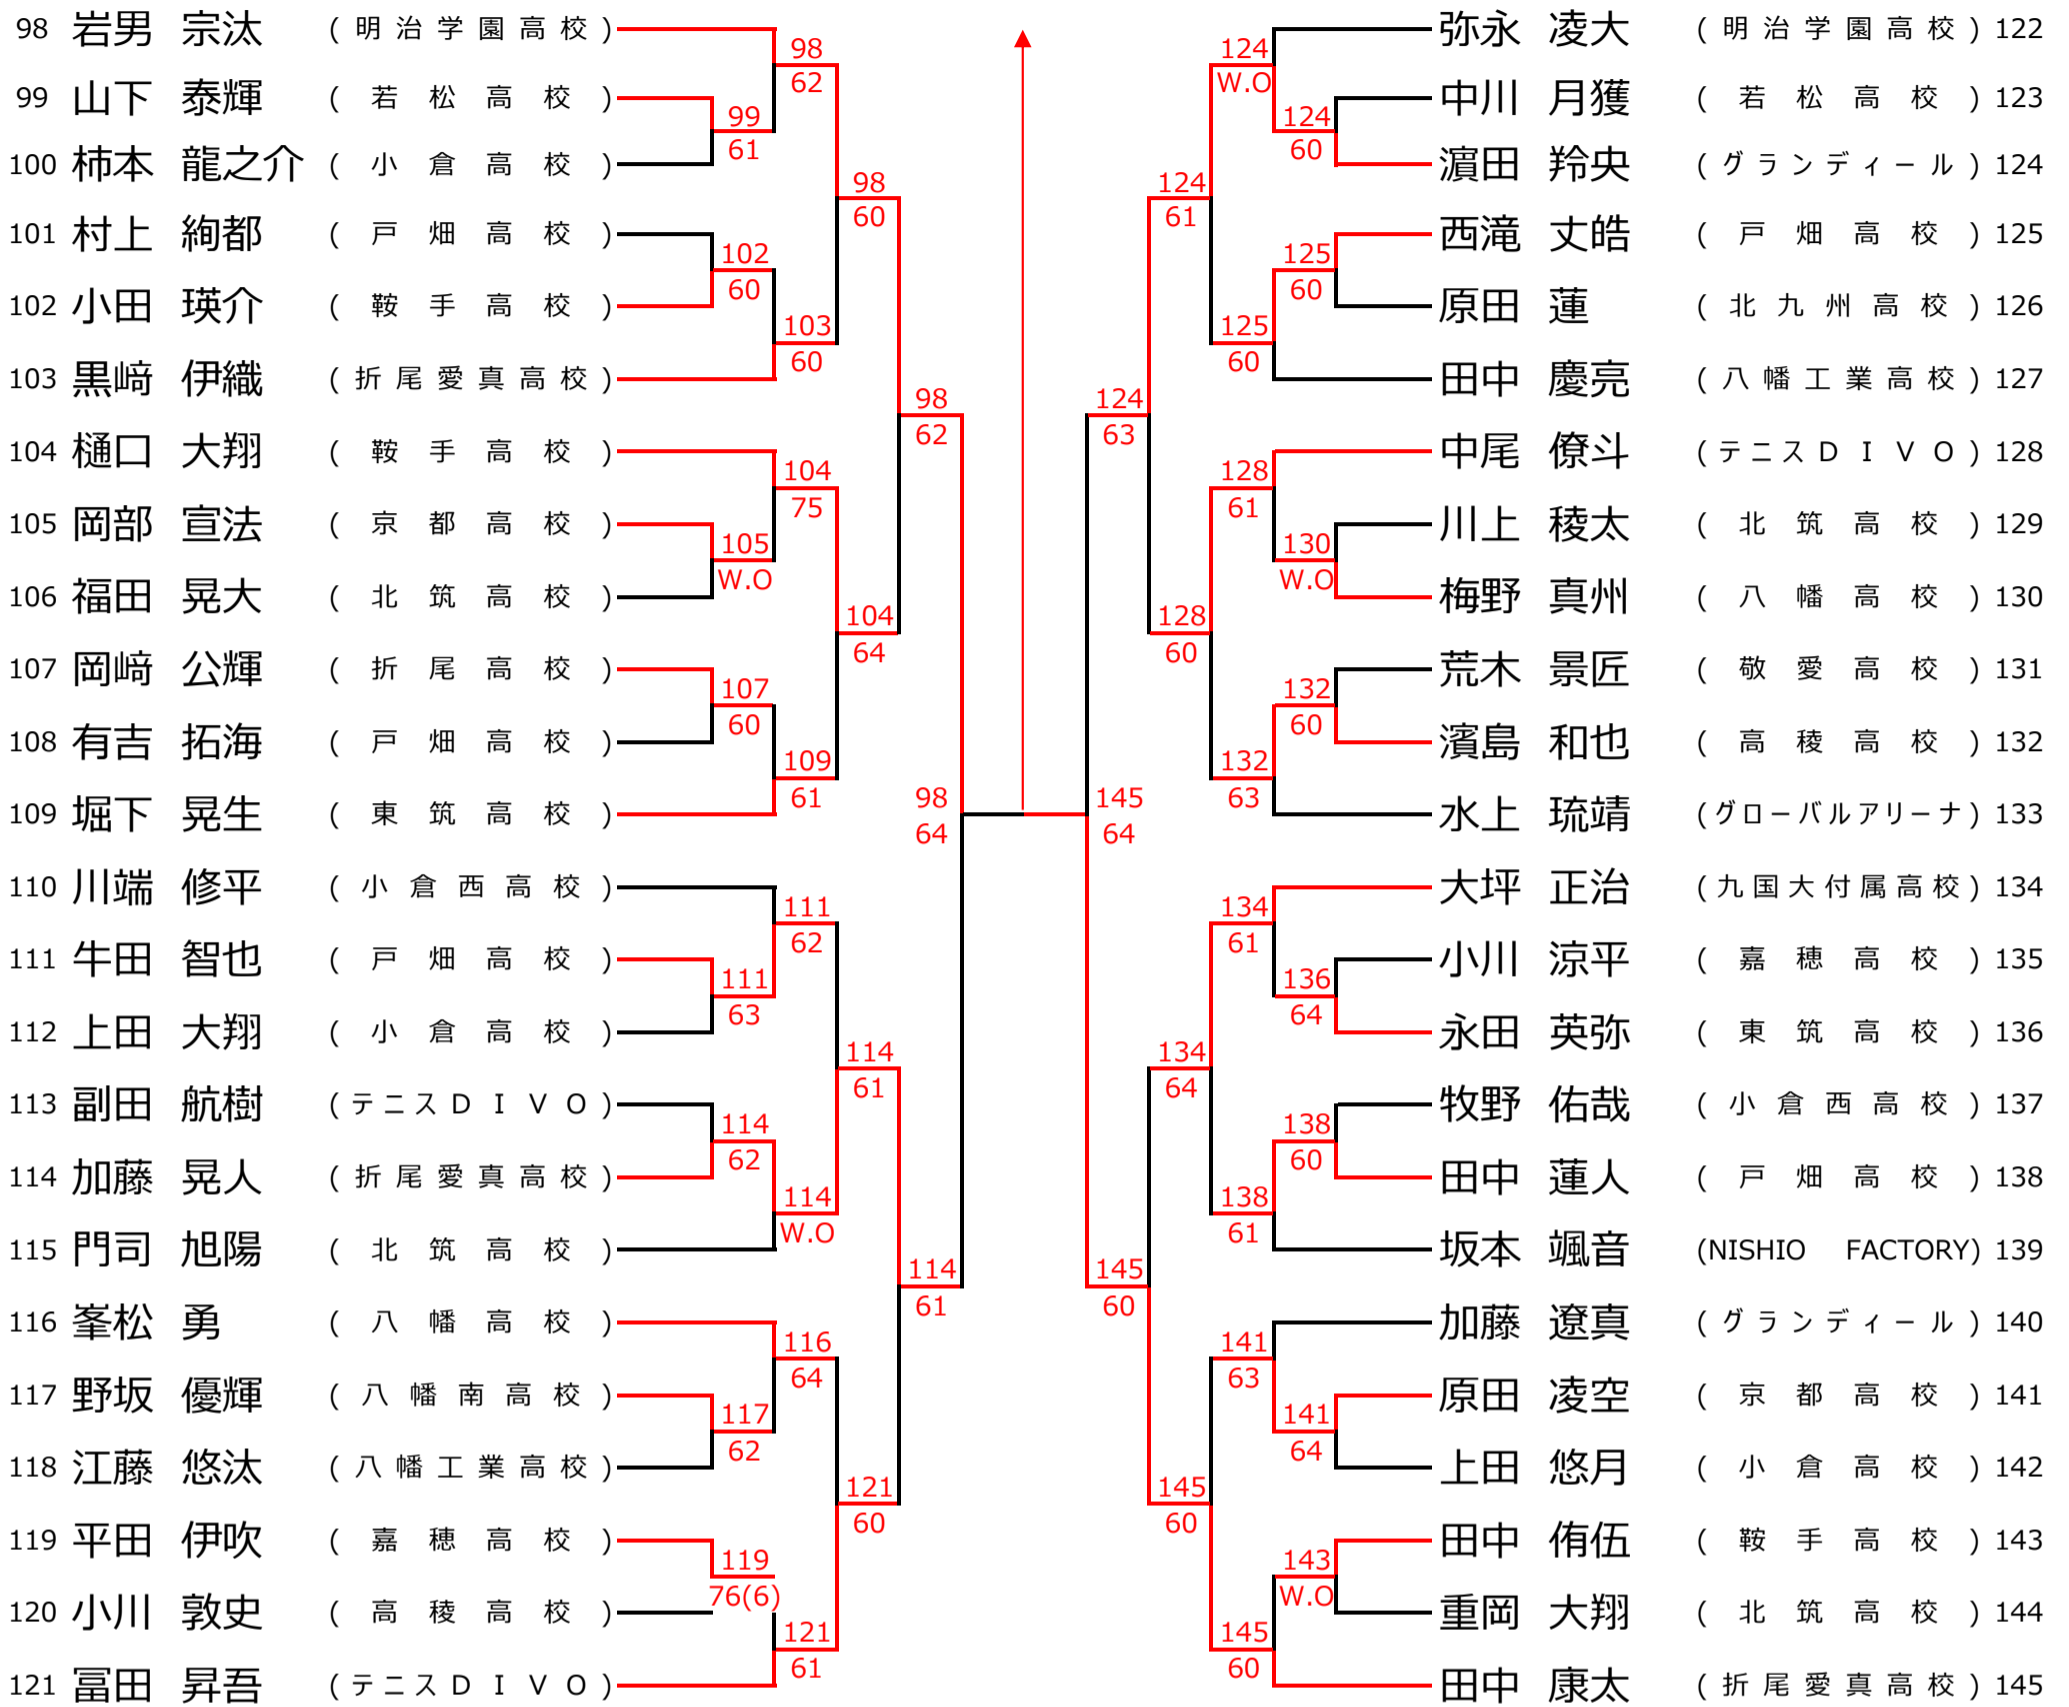 98 岩男 宗汰 (明治学園高校)
99 山下 泰輝 (若松高校)
100 柿本 龍之介 (小倉高校)
101 村上 絢都 (戸畑高校)
102 小田 瑛介 (鞍手高校)
103 黒﨑 伊織 (折尾愛真高校)
104 樋口 大翔 (鞍手高校)
105 岡部 宣法 (京都高校)
106 福田 晃大 (北筑高校)
107 岡﨑 公輝 (折尾高校)
108 有吉 拓海 (戸畑高校)
109 堀下 晃生 (東筑高校)
110 川端 修平 (小倉西高校)
111 牛田 智也 (戸畑高校)
112 上田 大翔 (小倉高校)
113 副田 航樹 (テニスDIVO)
114 加藤 晃人 (折尾愛真高校)
115 門司 旭陽 (北筑高校)
116 峯松 勇 (八幡高校)
117 野坂 優輝 (八幡南高校)
118 江藤 悠汰 (八幡工業高校)
119 平田 伊吹 (嘉穂高校)
120 小川 敦史 (高稜高校)
121 冨田 昇吾 (テニスDIVO)
99
61
102
60
105
W.O
107
60
111
63
114
62
117
62
119
76(6)
98
62
103
60
104
75
109
61
111
62
114
W.O
116
64
121
61
98
60
104
64
114
61
121
60
98
62
114
61
98
64
145
64
124
63
145
60
124
61
128
60
134
64
145
60
124
W.O
125
60
128
61
132
63
134
61
138
61
141
63
145
60
124
60
125
60
130
W.O
132
60
136
64
138
60
141
64
143
W.O
弥永 凌大 (明治学園高校) 122
中川 月獲 (若松高校) 123
濵田 羚央 (グランディール) 124
西滝 丈皓 (戸畑高校) 125
原田 蓮 (北九州高校) 126
田中 慶亮 (八幡工業高校) 127
中尾 僚斗 (テニスDIVO) 128
川上 稜太 (北筑高校) 129
梅野 真州 (八幡高校) 130
荒木 景匠 (敬愛高校) 131
濱島 和也 (高稜高校) 132
水上 琉靖 (グローバルアリーナ) 133
大坪 正治 (九国大付属高校) 134
小川 涼平 (嘉穂高校) 135
永田 英弥 (東筑高校) 136
牧野 佑哉 (小倉西高校) 137
田中 蓮人 (戸畑高校) 138
坂本 颯音 (NISHIO FACTORY) 139
加藤 遼真 (グランディール) 140
原田 凌空 (京都高校) 141
上田 悠月 (小倉高校) 142
田中 侑伍 (鞍手高校) 143
重岡 大翔 (北筑高校) 144
田中 康太 (折尾愛真高校) 145